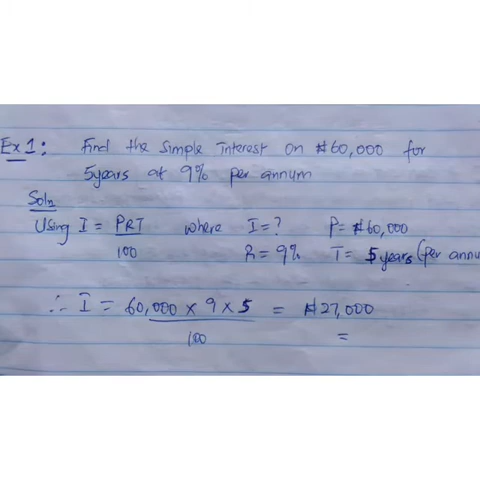 Ex 1: Find the simple interest on ₦60,000 for
5years at 9% per annum
Soln
Using I = PRT where I = ? P = ₦60,000
100 R = 9% T = 5 years (per annu
∴ I = 60,000 × 9 × 5 = ₦27,000
100 =